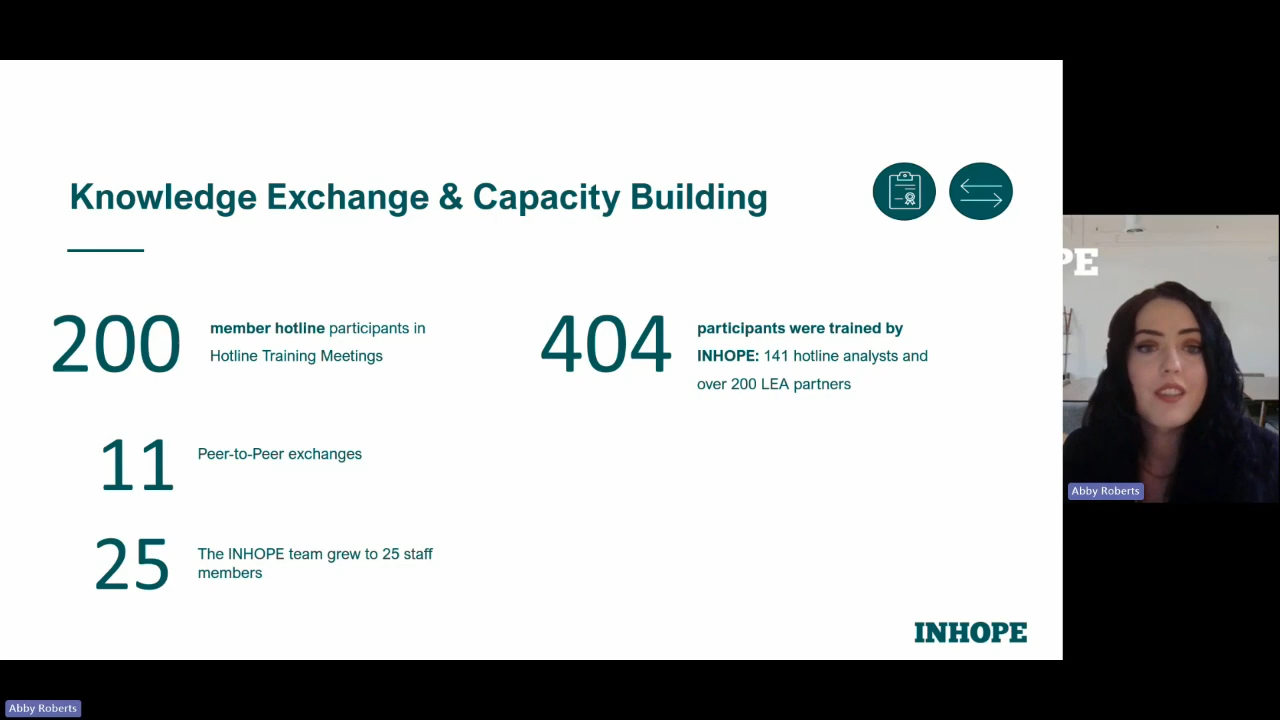 Knowledge Exchange & Capacity Building
200
member hotline participants in
Hotline Training Meetings
404
participants were trained by
INHOPE: 141 hotline analysts and
over 200 LEA partners
11
Peer-to-Peer exchanges
25
The INHOPE team grew to 25 staff
members
INHOPE
PE
Abby Roberts
Abby Roberts